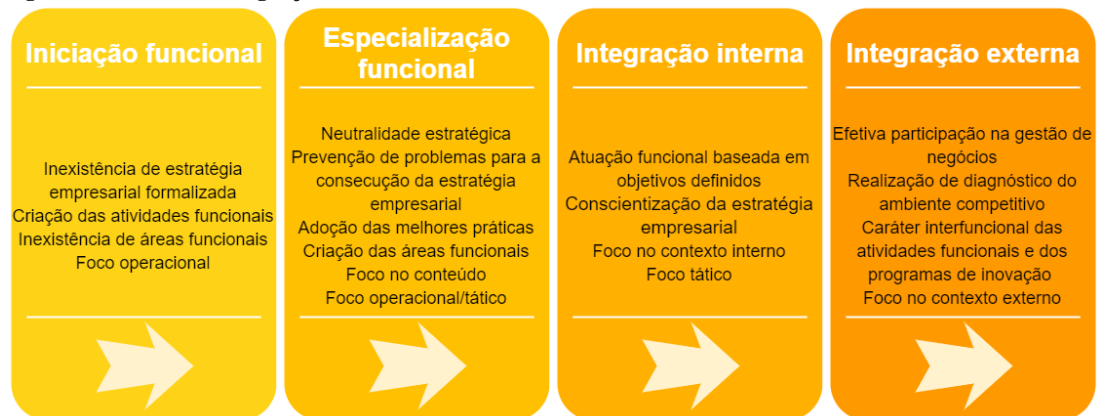 Iniciação funcional
Inexistência de estratégia
empresarial formalizada
Criação das atividades funcionais
Inexistência de áreas funcionais
Foco operacional
Especialização
funcional
Neutralidade estratégica
Prevenção de problemas para a
consecução da estratégia
empresarial
Adoção das melhores práticas
Criação das áreas funcionais
Foco no conteúdo
Foco operacional/tático
Integração interna
Atuação funcional baseada em
objetivos definidos
Conscientização da estratégia
empresarial
Foco no contexto interno
Foco tático
Integração externa
Efetiva participação na gestão de
negócios
Realização de diagnóstico do
ambiente competitivo
Caráter interfuncional das
atividades funcionais e dos
programas de inovação
Foco no contexto externo